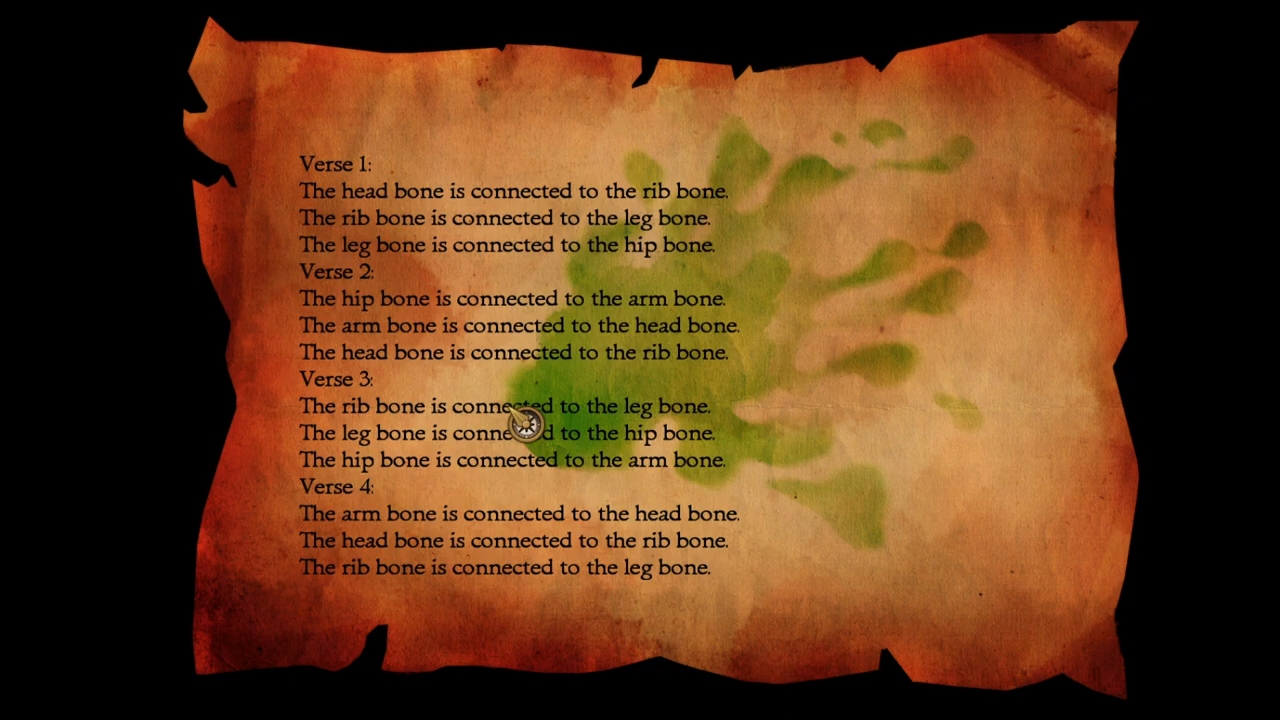 Verse 1:
The head bone is connected to the rib bone.
The rib bone is connected to the leg bone.
The leg bone is connected to the hip bone.
Verse 2:
The hip bone is connected to the arm bone.
The arm bone is connected to the head bone.
The head bone is connected to the rib bone.
Verse 3:
The rib bone is connected to the leg bone.
The leg bone is connected to the hip bone.
The hip bone is connected to the arm bone.
Verse 4:
The arm bone is connected to the head bone.
The head bone is connected to the rib bone.
The rib bone is connected to the leg bone.